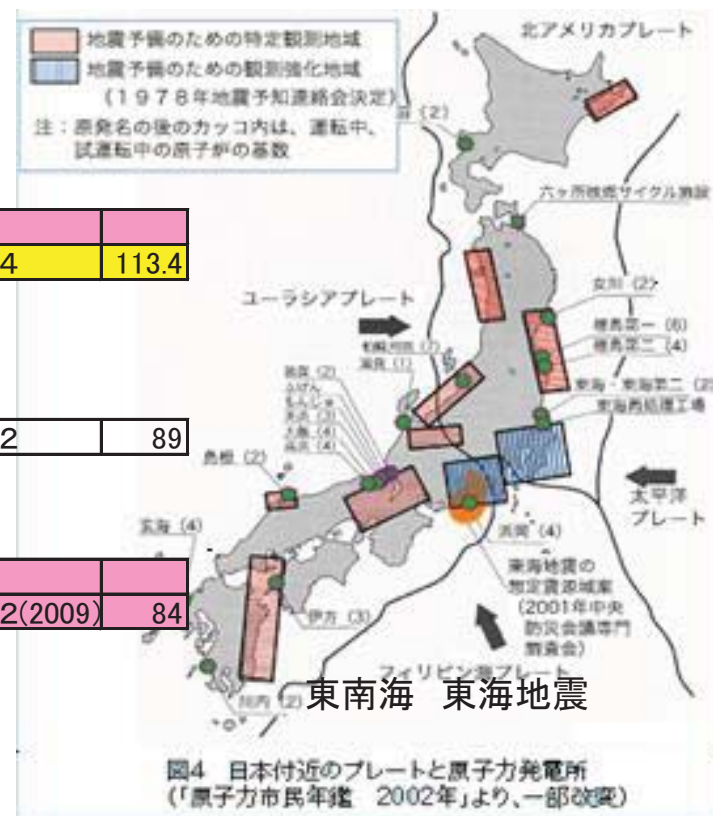 地震予備のための特定観測地域
地震予備のための観測強化地域
(1978年地震予知連絡会決定)
注：原発名の後のカッコ内は、運転中、
試運転中の原子炉の基数
北アメリカプレート
(2)
六ヶ所核燃サイクル施設
4 113.4
女川 (2)
ユーラシアプレート
福島第一 (6)
福島第二 (4)
柏崎刈羽 (7)
志賀 (1)
敦賀 (2)
ふげん
もんじゅ
美浜 (3)
大飯 (4)
高浜 (4)
東海・東海第二 (2)
東海再処理工場
2 89
島根 (2)
太平洋
プレート
玄海 (4)
浜岡 (4)
東海地震の
想定震源域案
(2001年中央
防災会議専門
調査会)
2(2009) 84
伊方 (3)
フィリピン海プレート
川内 (2)
東南海 東海地震
図4 日本付近のプレートと原子力発電所
(「原子力市民年鑑 2002年」より、一部改変)